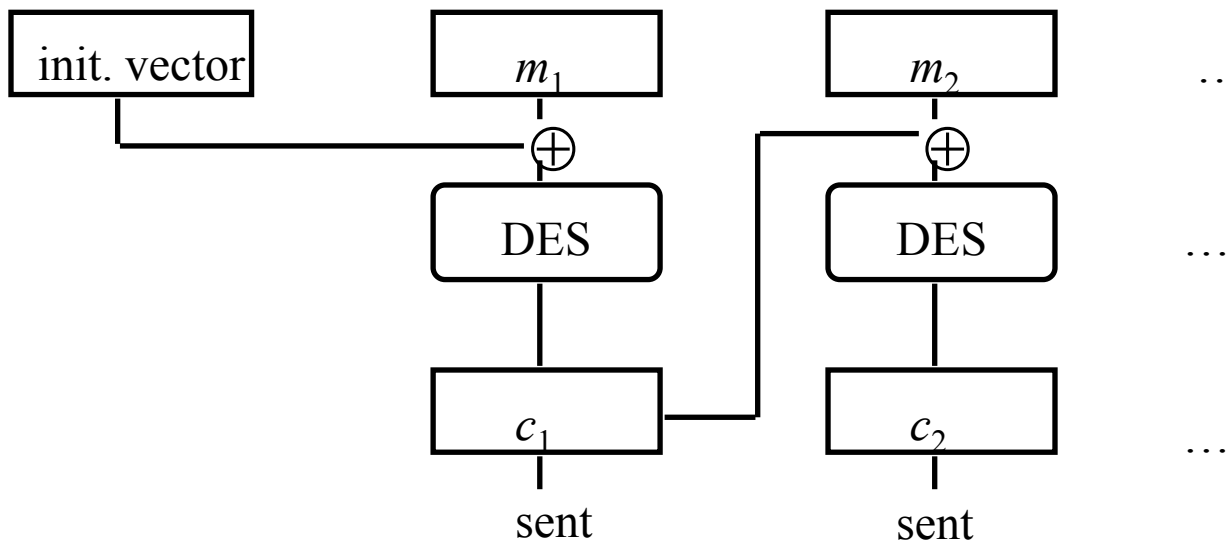 init. vector m₁ m₂ ..
⊕ ⊕
DES DES ...
c₁ c₂ ...
sent sent